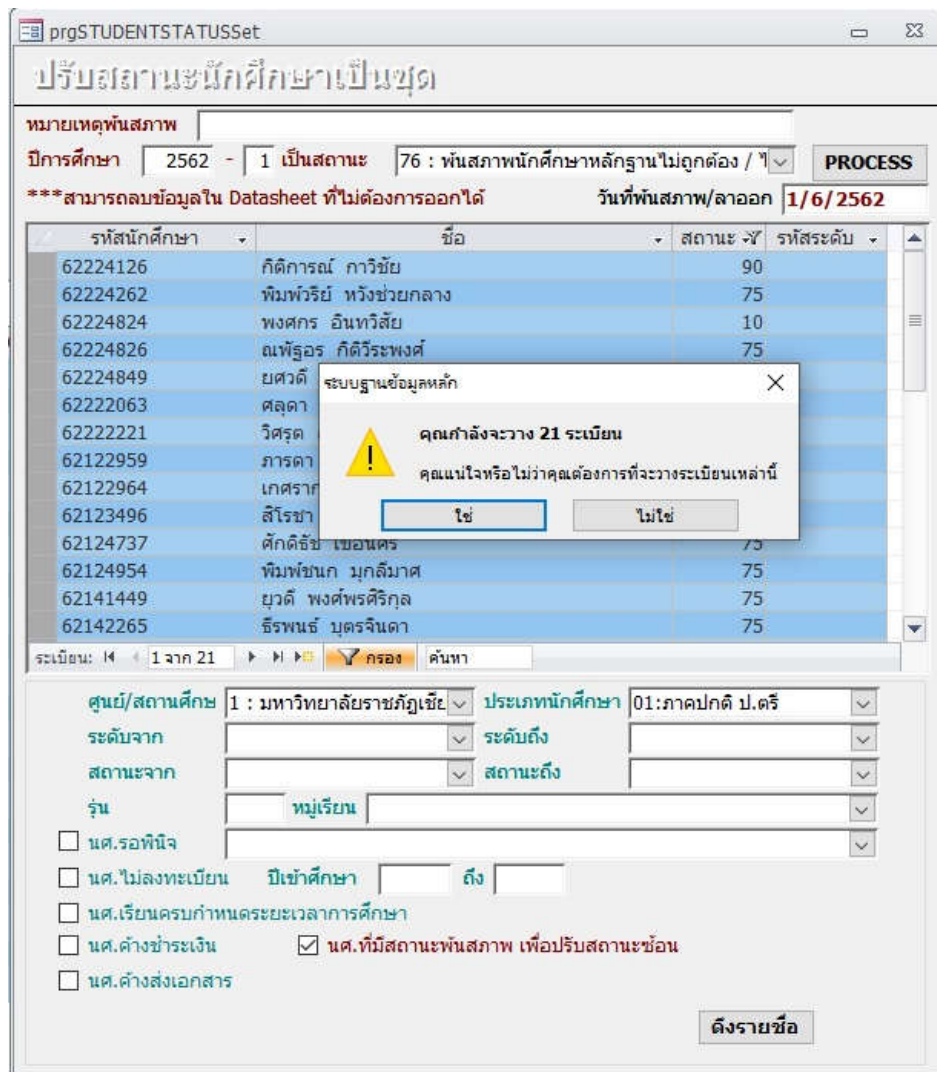 prgSTUDENTSTATUSSet
ปรับสถานะนักศึกษาเป็นชุด
หมายเหตุพ้นสภาพ
ปีการศึกษา 2562 - 1 เป็นสถานะ 76 : พ้นสภาพนักศึกษาหลักฐานไม่ถูกต้อง / PROCESS
***สามารถลบข้อมูลใน Datasheet ที่ไม่ต้องการออกได้ วันที่พ้นสภาพ/ลาออก 1/6/2562
รหัสนักศึกษา ชื่อ สถานะ รหัสระดับ
62224126 กิติการณ์ กาวิชัย 90
62224262 พิมพ์วรีย์ หวังช่วยกลาง 75
62224824 พงศกร อินทวิสัย 10
62224826 ณพัฐอร กิติวีระพงศ์ 75
62224849 ยศวดี
62222063 ศลุดา
62222221 วิศรุต
62122959 ภารดา
62122964
62123496 สิโรชา
62124737 75
62124954 พิมพ์ชนก มุกลีมาศ 75
62141449 ยุวดี พงศ์พรศิริกุล 75
62142265 ธีรพนธ์ บุตรจินดา 75
ระบบฐานข้อมูลหลัก
คุณกำลังจะวาง 21 ระเบียน
คุณแน่ใจหรือไม่ว่าคุณต้องการที่จะวางระเบียนเหล่านี้
ใช่ ไม่ใช่
ระเบียน: 1 จาก 21 กรอง ค้นหา
ศูนย์/สถานศึกษ 1 : มหาวิทยาลัยราชภัฏเชีย ประเภทนักศึกษา 01:ภาคปกติ ป.ตรี
ระดับจาก ระดับถึง
สถานะจาก สถานะถึง
รุ่น หมู่เรียน
นศ.รอพินิจ
นศ.ไม่ลงทะเบียน ปีเข้าศึกษา ถึง
นศ.เรียนครบกำหนดระยะเวลาการศึกษา
นศ.ค้างชำระเงิน นศ.ที่มีสถานะพ้นสภาพ เพื่อปรับสถานะซ้อน
นศ.ค้างส่งเอกสาร
ดึงรายชื่อ